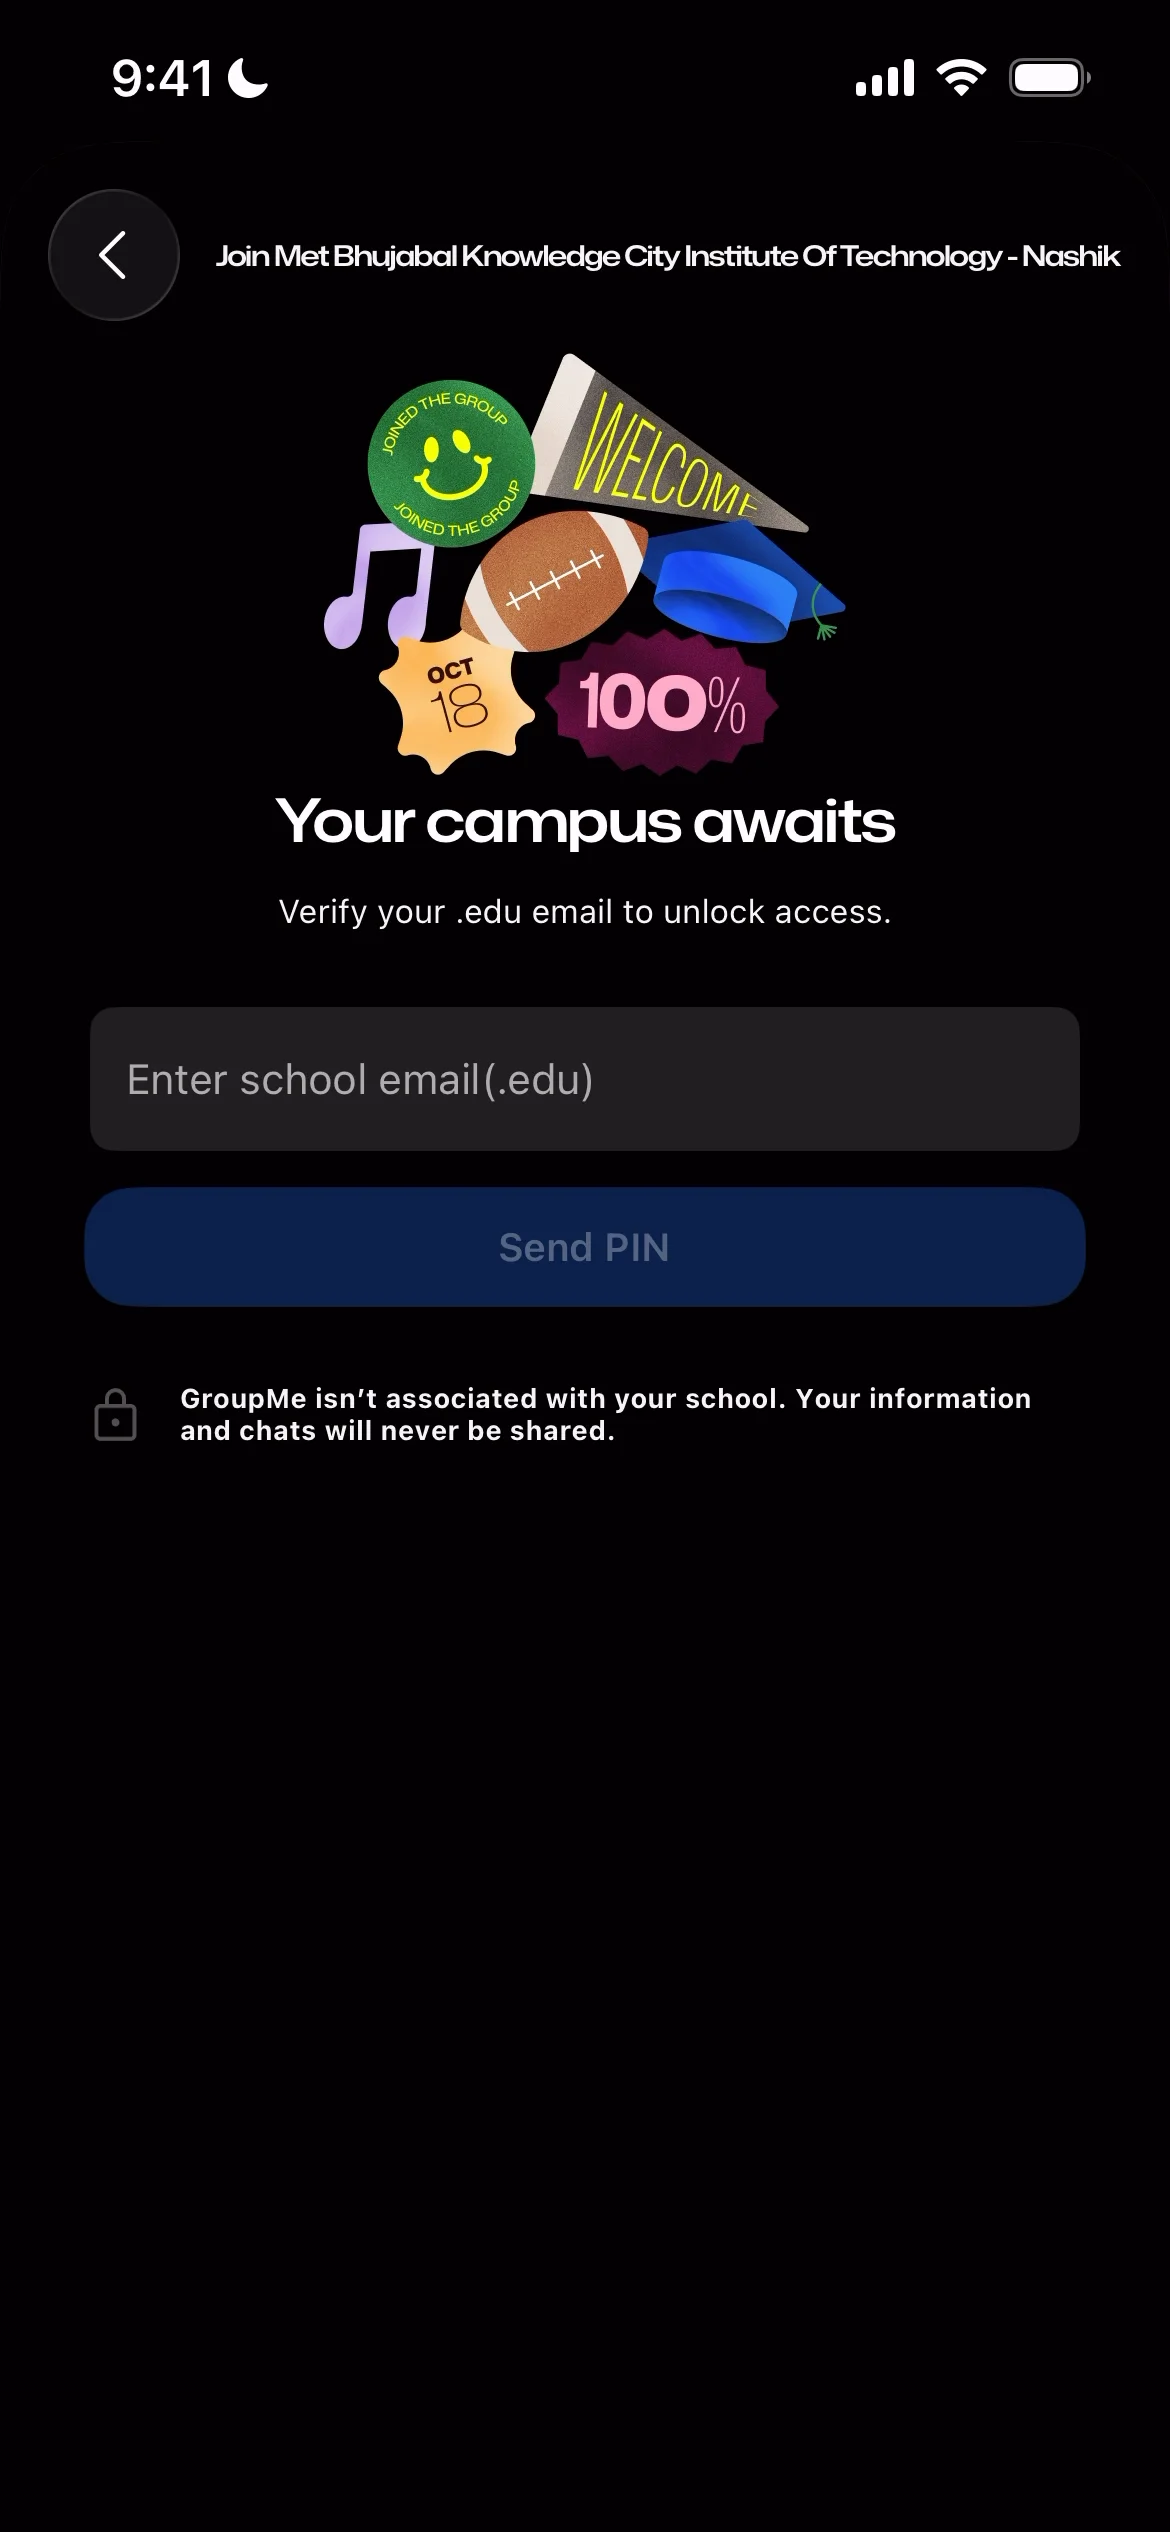 9:41
Join Met Bhujabal Knowledge City Institute Of Technology - Nashik
JOINED THE GROUP
JOINED THE GROUP
WELCOME
OCT
18
100%
Your campus awaits
Verify your .edu email to unlock access.
Enter school email(.edu)
Send PIN
GroupMe isn’t associated with your school. Your information
and chats will never be shared.